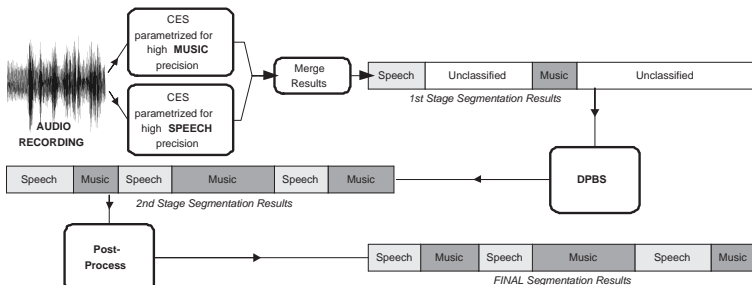 CES
parametrized for
high MUSIC
precision
CES
parametrized for
high SPEECH
precision
AUDIO
RECORDING
Merge
Results
Speech Unclassified Music Unclassified
1st Stage Segmentation Results
DPBS
Speech Music Speech Music Speech Music
2nd Stage Segmentation Results
Post-
Process
Speech Music Speech Music Speech Music
FINAL Segmentation Results